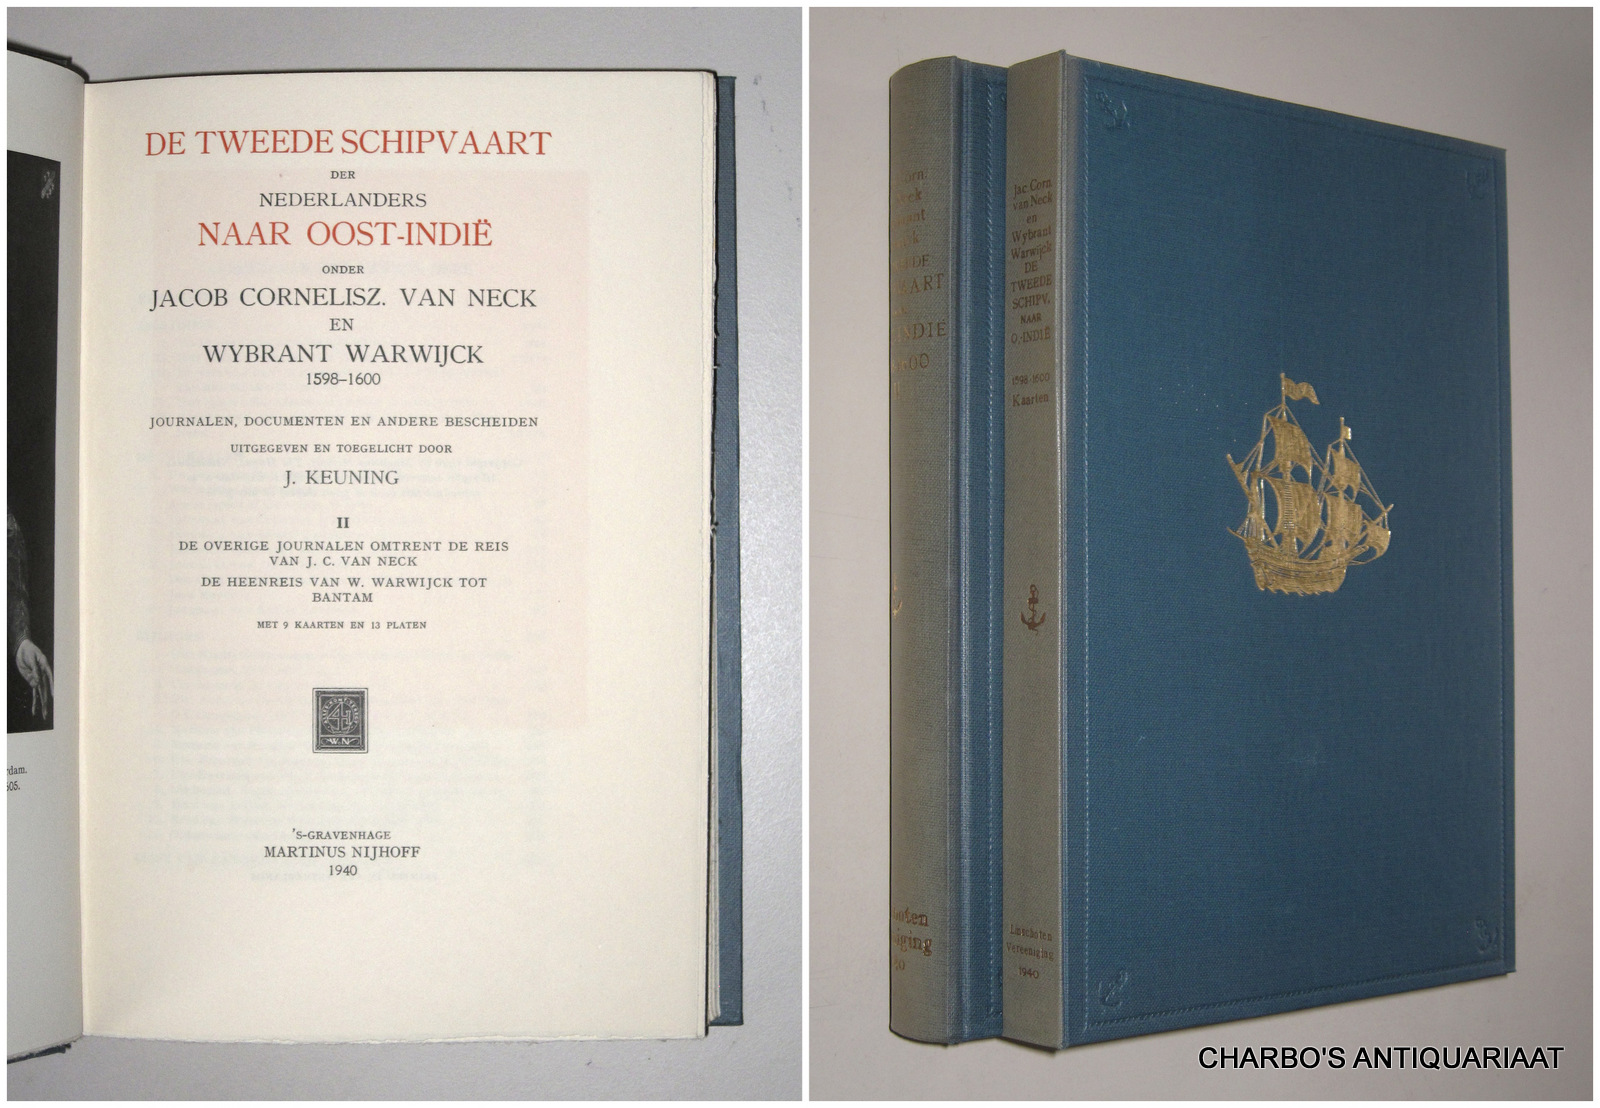 DE TWEEDE SCHIPVAART
DER
NEDERLANDERS
NAAR OOST-INDIË
ONDER
JACOB CORNELISZ. VAN NECK
EN
WYBRANT WARWIJCK
1598–1600
JOURNALEN, DOCUMENTEN EN ANDERE BESCHEIDEN
UITGEGEVEN EN TOEGELICHT DOOR
J. KEUNING
II
DE OVERIGE JOURNALEN OMTRENT DE REIS
VAN J. C. VAN NECK
DE HEENREIS VAN W. WARWIJCK TOT
BANTAM
MET 9 KAARTEN EN 13 PLATEN
W. N
'S-GRAVENHAGE
MARTINUS NIJHOFF
1940
Jac. Corn.
van Neck
en
Wybrant
Warwijck
DE
TWEEDE
SCHIPV.
NAAR
O.-INDIË
1598-1600
Kaarten
Linschoten
Vereeniging
1940
CHARBO'S ANTIQUARIAAT